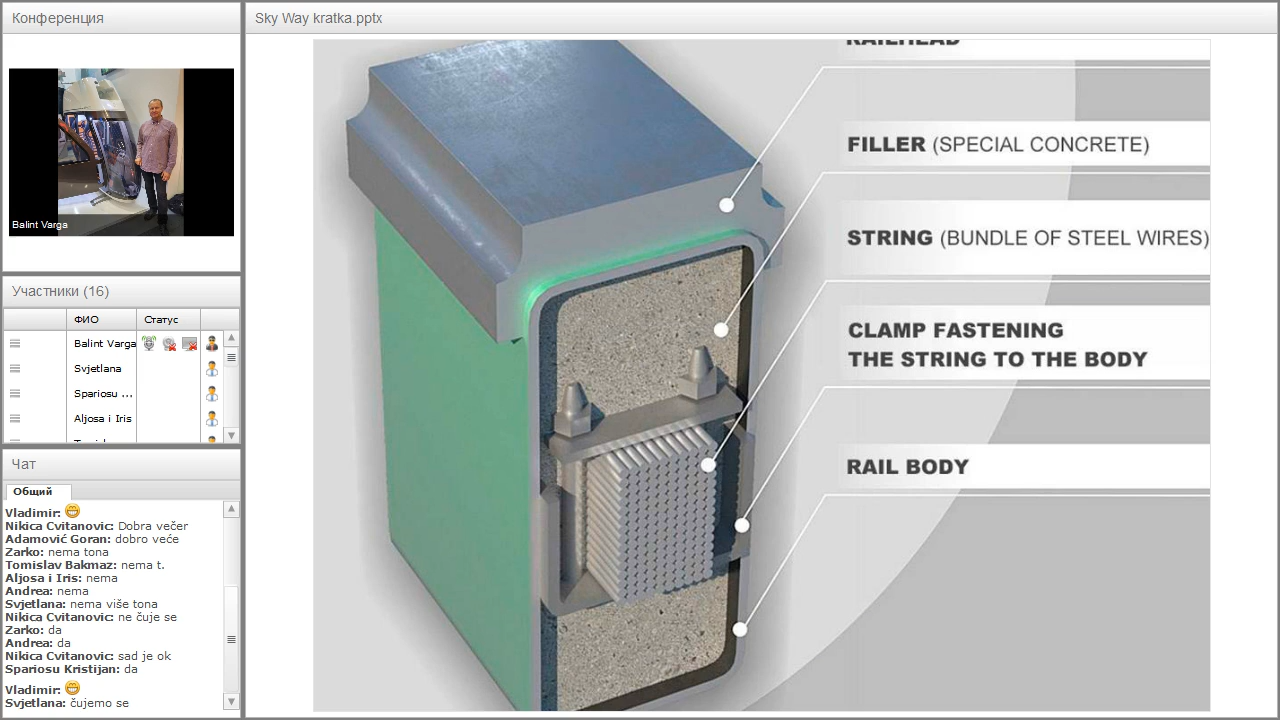 Конференция
Balint Varga
Участники (16)
ФИО
Статус
Balint Varga
Svjetlana
Spariosu ...
Aljosa i Iris
Чат
Общий
Vladimir:
Nikica Cvitanovic: Dobra večer
Adamović Goran: dobro veće
Zarko: nema tona
Tomislav Bakmaz: nema t.
Aljosa i Iris: nema
Andrea: nema
Svjetlana: nema više tona
Nikica Cvitanovic: ne čuje se
Zarko: da
Andrea: da
Nikica Cvitanovic: sad je ok
Spariosu Kristijan: da
Vladimir:
Svjetlana: čujemo se
Sky Way kratka.pptx
RAILHEAD
FILLER (SPECIAL CONCRETE)
STRING (BUNDLE OF STEEL WIRES)
CLAMP FASTENING
THE STRING TO THE BODY
RAIL BODY